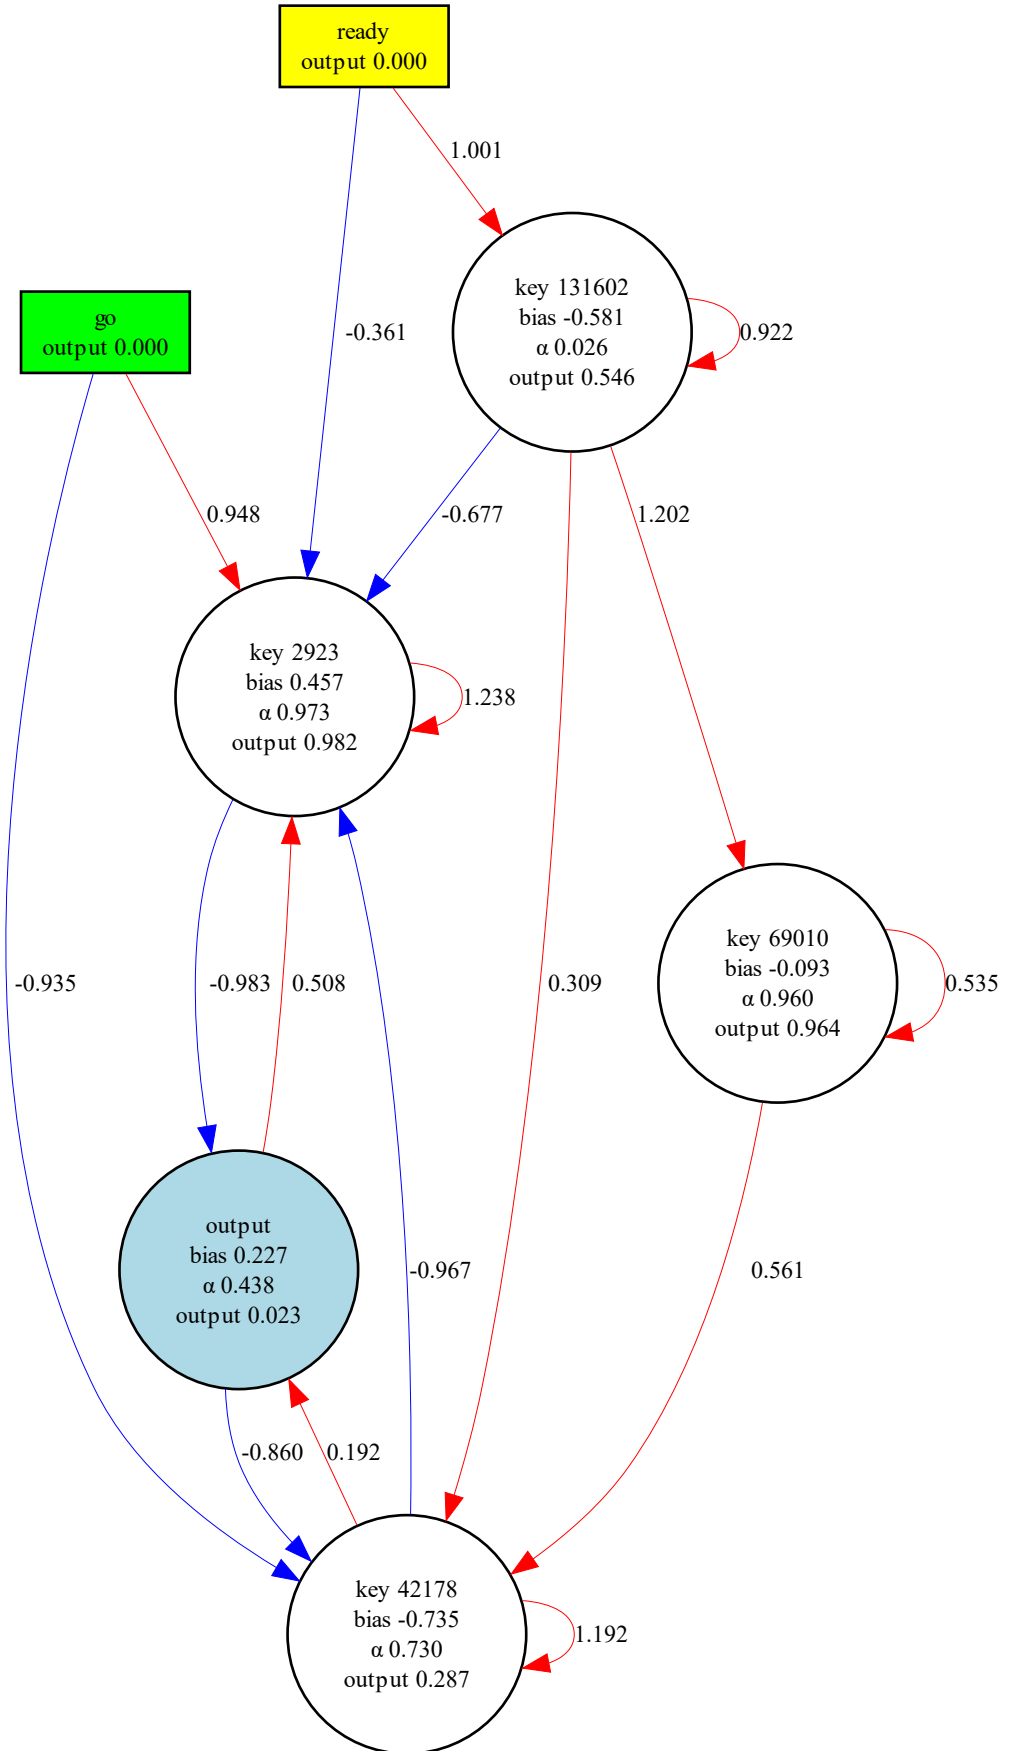 ready
output 0.000
1.001
key 131602
bias -0.581
α 0.026
output 0.546
0.922
go
output 0.000
-0.361
0.948
-0.677
1.202
key 2923
bias 0.457
α 0.973
output 0.982
1.238
key 69010
bias -0.093
α 0.960
output 0.964
0.535
-0.935
-0.983
0.508
0.309
output
bias 0.227
α 0.438
output 0.023
-0.967
0.561
-0.860
0.192
key 42178
bias -0.735
α 0.730
output 0.287
1.192